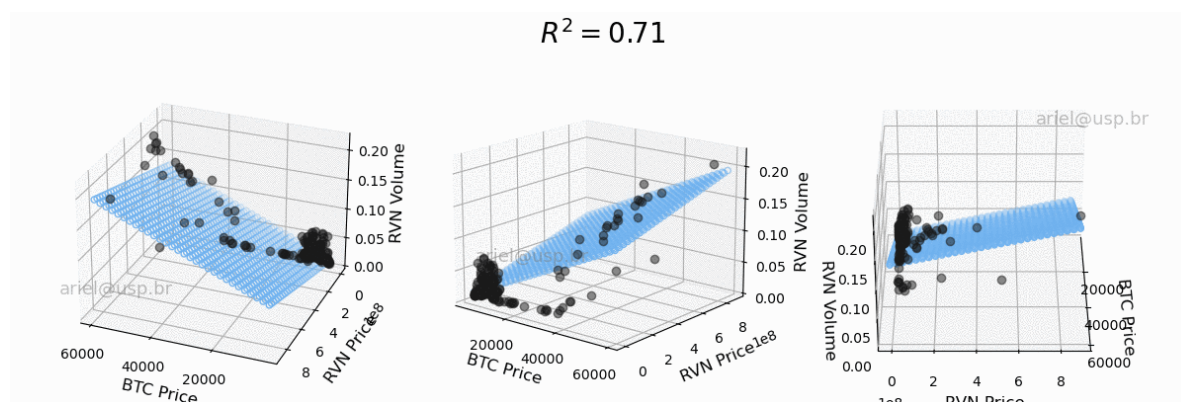 R² = 0.71
ariel@usp.br
0.20
0.15
0.10
0.05
0.00
RVN Volume
60000
40000
20000
BTC Price
0
2
4
6
8
1e8
RVN Price
ariel@usp.br
0.20
0.15
0.10
0.05
0.00
RVN Volume
20000
40000
60000
BTC Price
0
2
4
6
8
1e8
RVN Price
ariel@usp.br
0.20
0.15
0.10
0.05
0.00
RVN Volume
20000
40000
60000
BTC Price
0
2
4
6
8
1e8
RVN Price